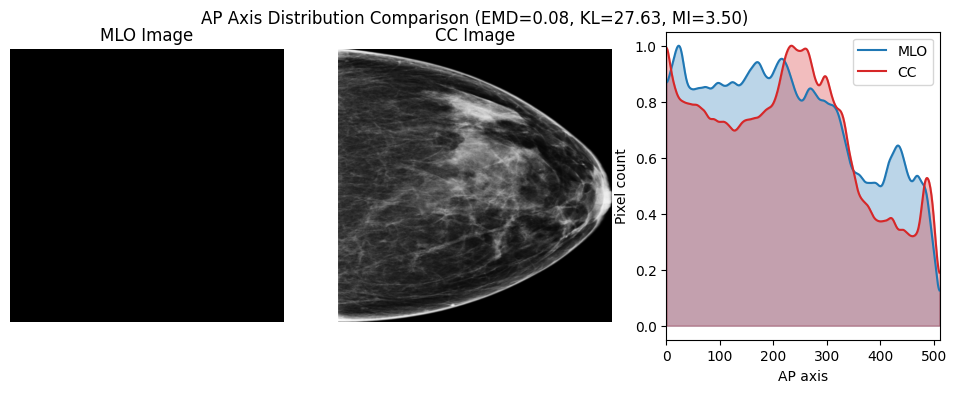 AP Axis Distribution Comparison (EMD=0.08, KL=27.63, MI=3.50)
MLO Image
CC Image
MLO
CC
Pixel count
1.0
0.8
0.6
0.4
0.2
0.0
0 100 200 300 400 500
AP axis